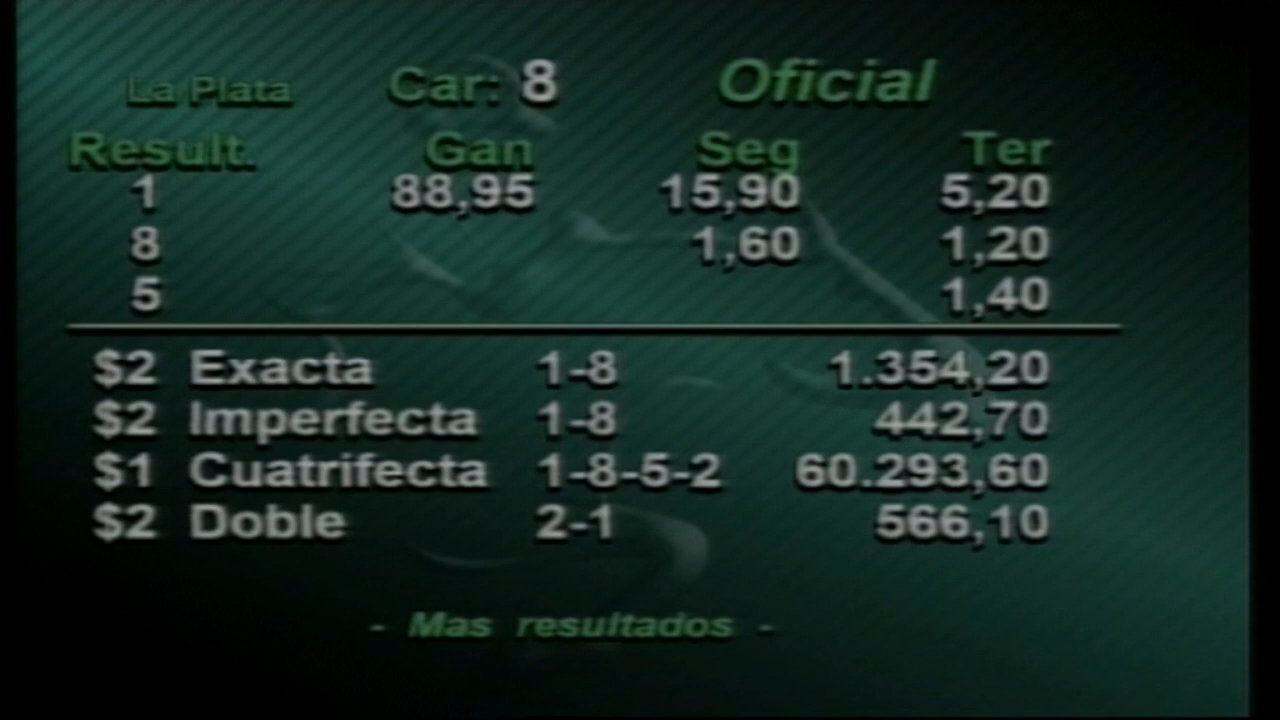 La Plata Car: 8 Oficial
Result. Gan Seg Ter
1 88,95 15,90 5,20
8 1,60 1,20
5 1,40
$2 Exacta 1-8 1.354,20
$2 Imperfecta 1-8 442,70
$1 Cuatrifecta 1-8-5-2 60.293,60
$2 Doble 2-1 566,10
- Mas resultados -